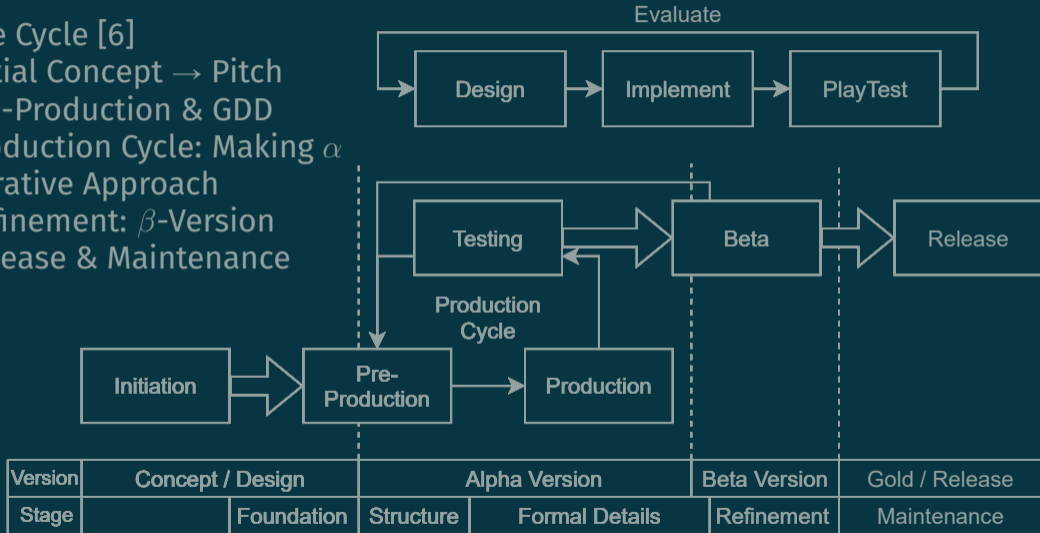 e Cycle [6]
tial Concept → Pitch
-Production & GDD
oduction Cycle: Making α
rative Approach
finement: β-Version
ease & Maintenance
Evaluate
Design
Implement
PlayTest
Testing
Beta
Release
Production
Cycle
Initiation
Pre-
Production
Production
Version
Concept / Design
Alpha Version
Beta Version
Gold / Release
Stage
Foundation
Structure
Formal Details
Refinement
Maintenance